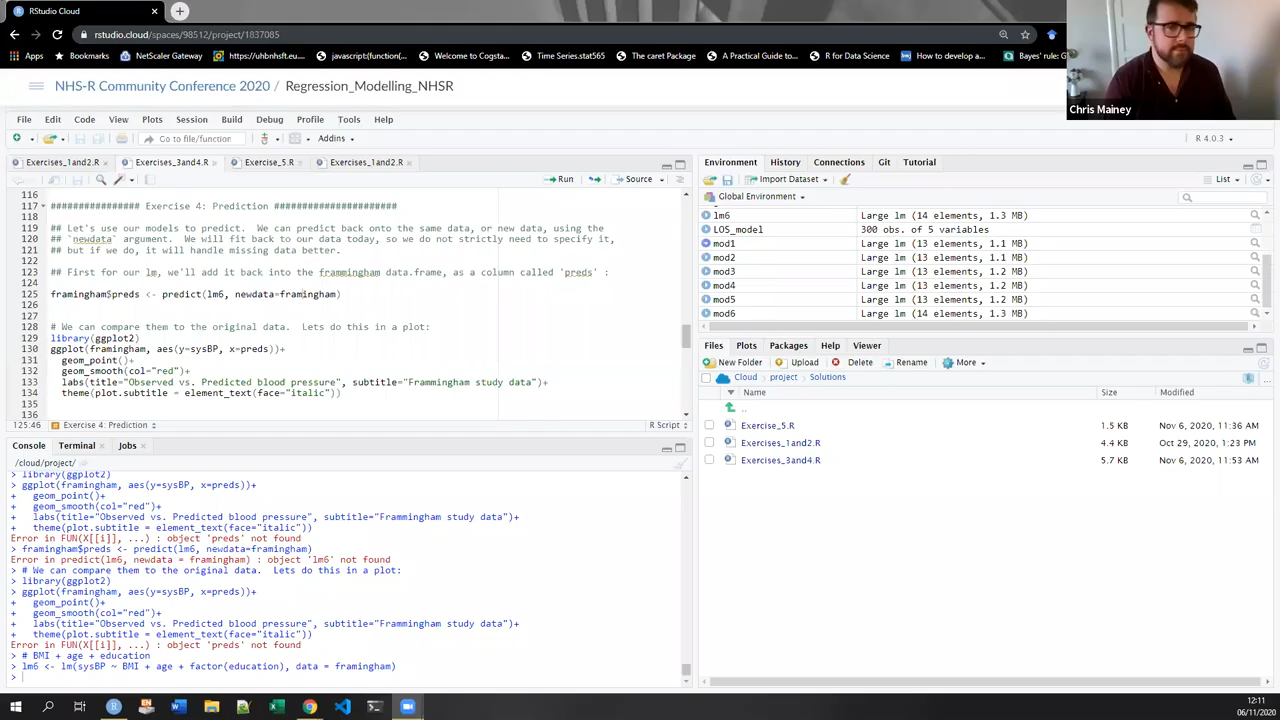 RStudio Cloud
rstudio.cloud/spaces/98512/project/1837085
Apps Bookmarks NetScaler Gateway https://uhbnhsft.eu... javascript(function(... Welcome to Cogsta... Time Series.stat565 The caret Package A Practical Guide to... R for Data Science How to develop a... Bayes' rule:
Chris Mainey
NHS-R Community Conference 2020 / Regression_Modelling_NHSR
File Edit Code View Plots Session Build Debug Profile Tools Help
Go to file/function Addins R 4.0.3
Exercises_1and2.R Exercises_3and4.R Exercise_5.R Exercises_1and2.R
Run Source
116
117 ################ Exercise 4: Prediction ######################
118
119 ## Let's use our models to predict. We can predict back onto the same data, or new data, using the
120 ## `newdata` argument. We will fit back to our data today, so we do not strictly need to specify it,
121 ## but if we do, it will handle missing data better.
122
123 ## First for our lm, we'll add it back into the frammingham data.frame, as a column called 'preds' :
124
125 framingham$preds <- predict(lm6, newdata=framingham)
126
127
128 # We can compare them to the original data. Lets do this in a plot:
129 library(ggplot2)
130 ggplot(framingham, aes(y=sysBP, x=preds))+
131 geom_point()+
132 geom_smooth(col="red")+
133 labs(title="Observed vs. Predicted blood pressure", subtitle="Frammingham study data")+
134 theme(plot.subtitle = element_text(face="italic"))
135
136
125:46 Exercise 4: Prediction R Script
Console Terminal Jobs
/cloud/project/
> library(ggplot2)
> ggplot(framingham, aes(y=sysBP, x=preds))+
+ geom_point()+
+ geom_smooth(col="red")+
+ labs(title="Observed vs. Predicted blood pressure", subtitle="Frammingham study data")+
+ theme(plot.subtitle = element_text(face="italic"))
Error in FUN(X[[i]], ...) : object 'preds' not found
> framingham$preds <- predict(lm6, newdata=framingham)
Error in predict(lm6, newdata = framingham) : object 'lm6' not found
> # We can compare them to the original data. Lets do this in a plot:
> library(ggplot2)
> ggplot(framingham, aes(y=sysBP, x=preds))+
+ geom_point()+
+ geom_smooth(col="red")+
+ labs(title="Observed vs. Predicted blood pressure", subtitle="Frammingham study data")+
+ theme(plot.subtitle = element_text(face="italic"))
Error in FUN(X[[i]], ...) : object 'preds' not found
> # BMI + age + education
> lm6 <- lm(sysBP ~ BMI + age + factor(education), data = framingham)
>
Environment History Connections Git Tutorial
Import Dataset List
Global Environment
lm6 Large lm (14 elements, 1.3 MB)
LOS_model 300 obs. of 5 variables
mod1 Large lm (13 elements, 1.1 MB)
mod2 Large lm (13 elements, 1.1 MB)
mod3 Large lm (13 elements, 1.2 MB)
mod4 Large lm (13 elements, 1.2 MB)
mod5 Large lm (13 elements, 1.2 MB)
mod6 Large lm (14 elements, 1.3 MB)
Files Plots Packages Help Viewer
New Folder Upload Delete Rename More
Cloud project Solutions
Name Size Modified
..
Exercise_5.R 1.5 KB Nov 6, 2020, 11:36 AM
Exercises_1and2.R 4.4 KB Oct 29, 2020, 1:23 PM
Exercises_3and4.R 5.7 KB Nov 6, 2020, 11:53 AM
12:11
06/11/2020